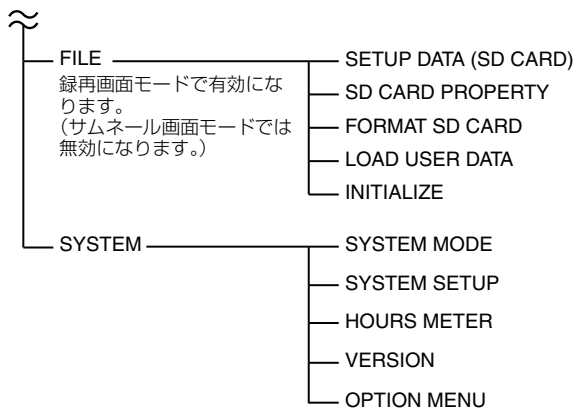 FILE
録再画面モードで有効にな
ります。
（サムネール画面モードでは
無効になります。）
SETUP DATA (SD CARD)
SD CARD PROPERTY
FORMAT SD CARD
LOAD USER DATA
INITIALIZE
SYSTEM
SYSTEM MODE
SYSTEM SETUP
HOURS METER
VERSION
OPTION MENU